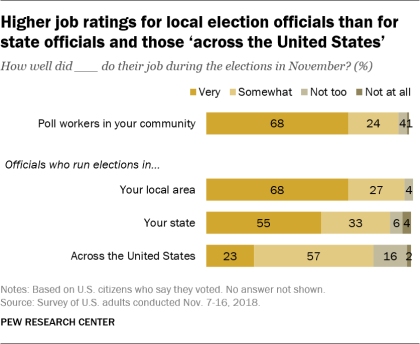 Higher job ratings for local election officials than for
state officials and those ‘across the United States’
How well did ___ do their job during the elections in November? (%)
Very Somewhat Not too Not at all
Poll workers in your community 68 24 4 1
Officials who run elections in...
Your local area 68 27 4
Your state 55 33 6 4
Across the United States 23 57 16 2
Notes: Based on U.S. citizens who say they voted. No answer not shown.
Source: Survey of U.S. adults conducted Nov. 7-16, 2018.
PEW RESEARCH CENTER